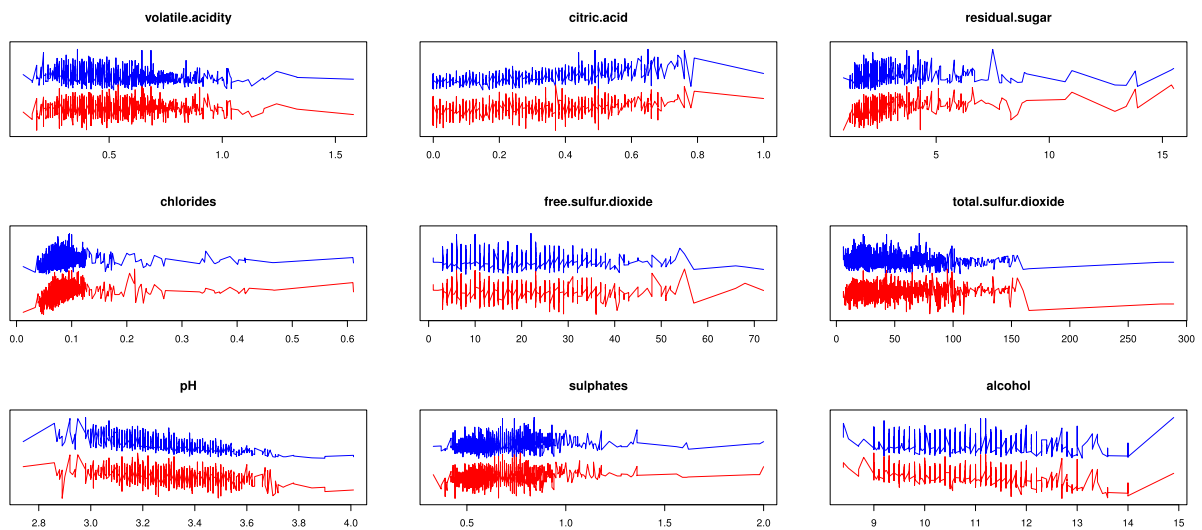 volatile.acidity
citric.acid
residual.sugar
0.5 1.0 1.5
0.0 0.2 0.4 0.6 0.8 1.0
5 10 15
chlorides
free.sulfur.dioxide
total.sulfur.dioxide
0.0 0.1 0.2 0.3 0.4 0.5 0.6
0 10 20 30 40 50 60 70
0 50 100 150 200 250 300
pH
sulphates
alcohol
2.8 3.0 3.2 3.4 3.6 3.8 4.0
0.5 1.0 1.5 2.0
9 10 11 12 13 14 15